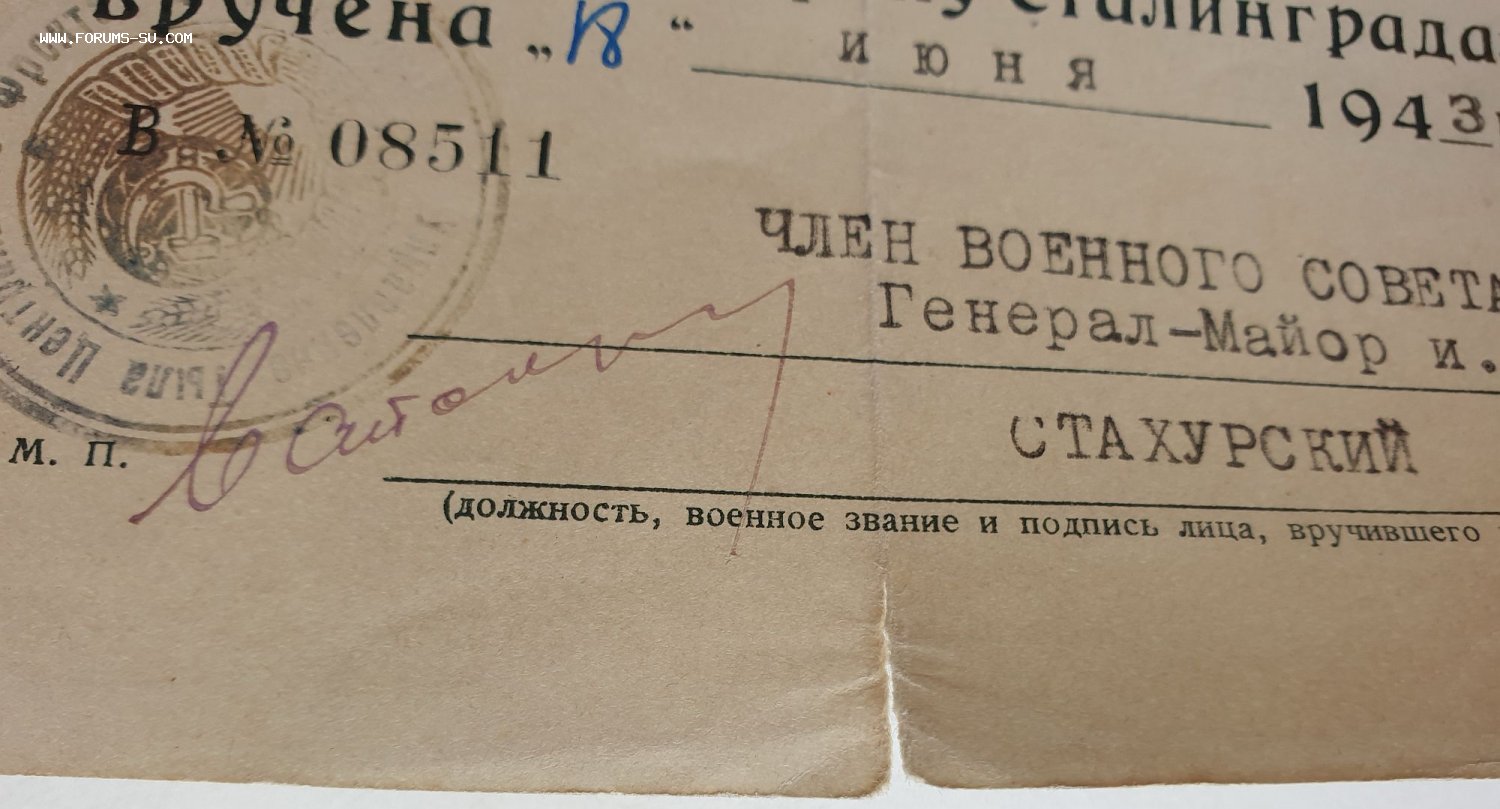 вручена „18“ июня 1943
Сталинграда
WWW.FORUMS-SU.COM
В № 08511
ЧЛЕН ВОЕННОГО СОВЕТА
Генерал-Майор и.
СТАХУРСКИЙ
М. П.
(должность, военное звание и подпись лица, вручившего